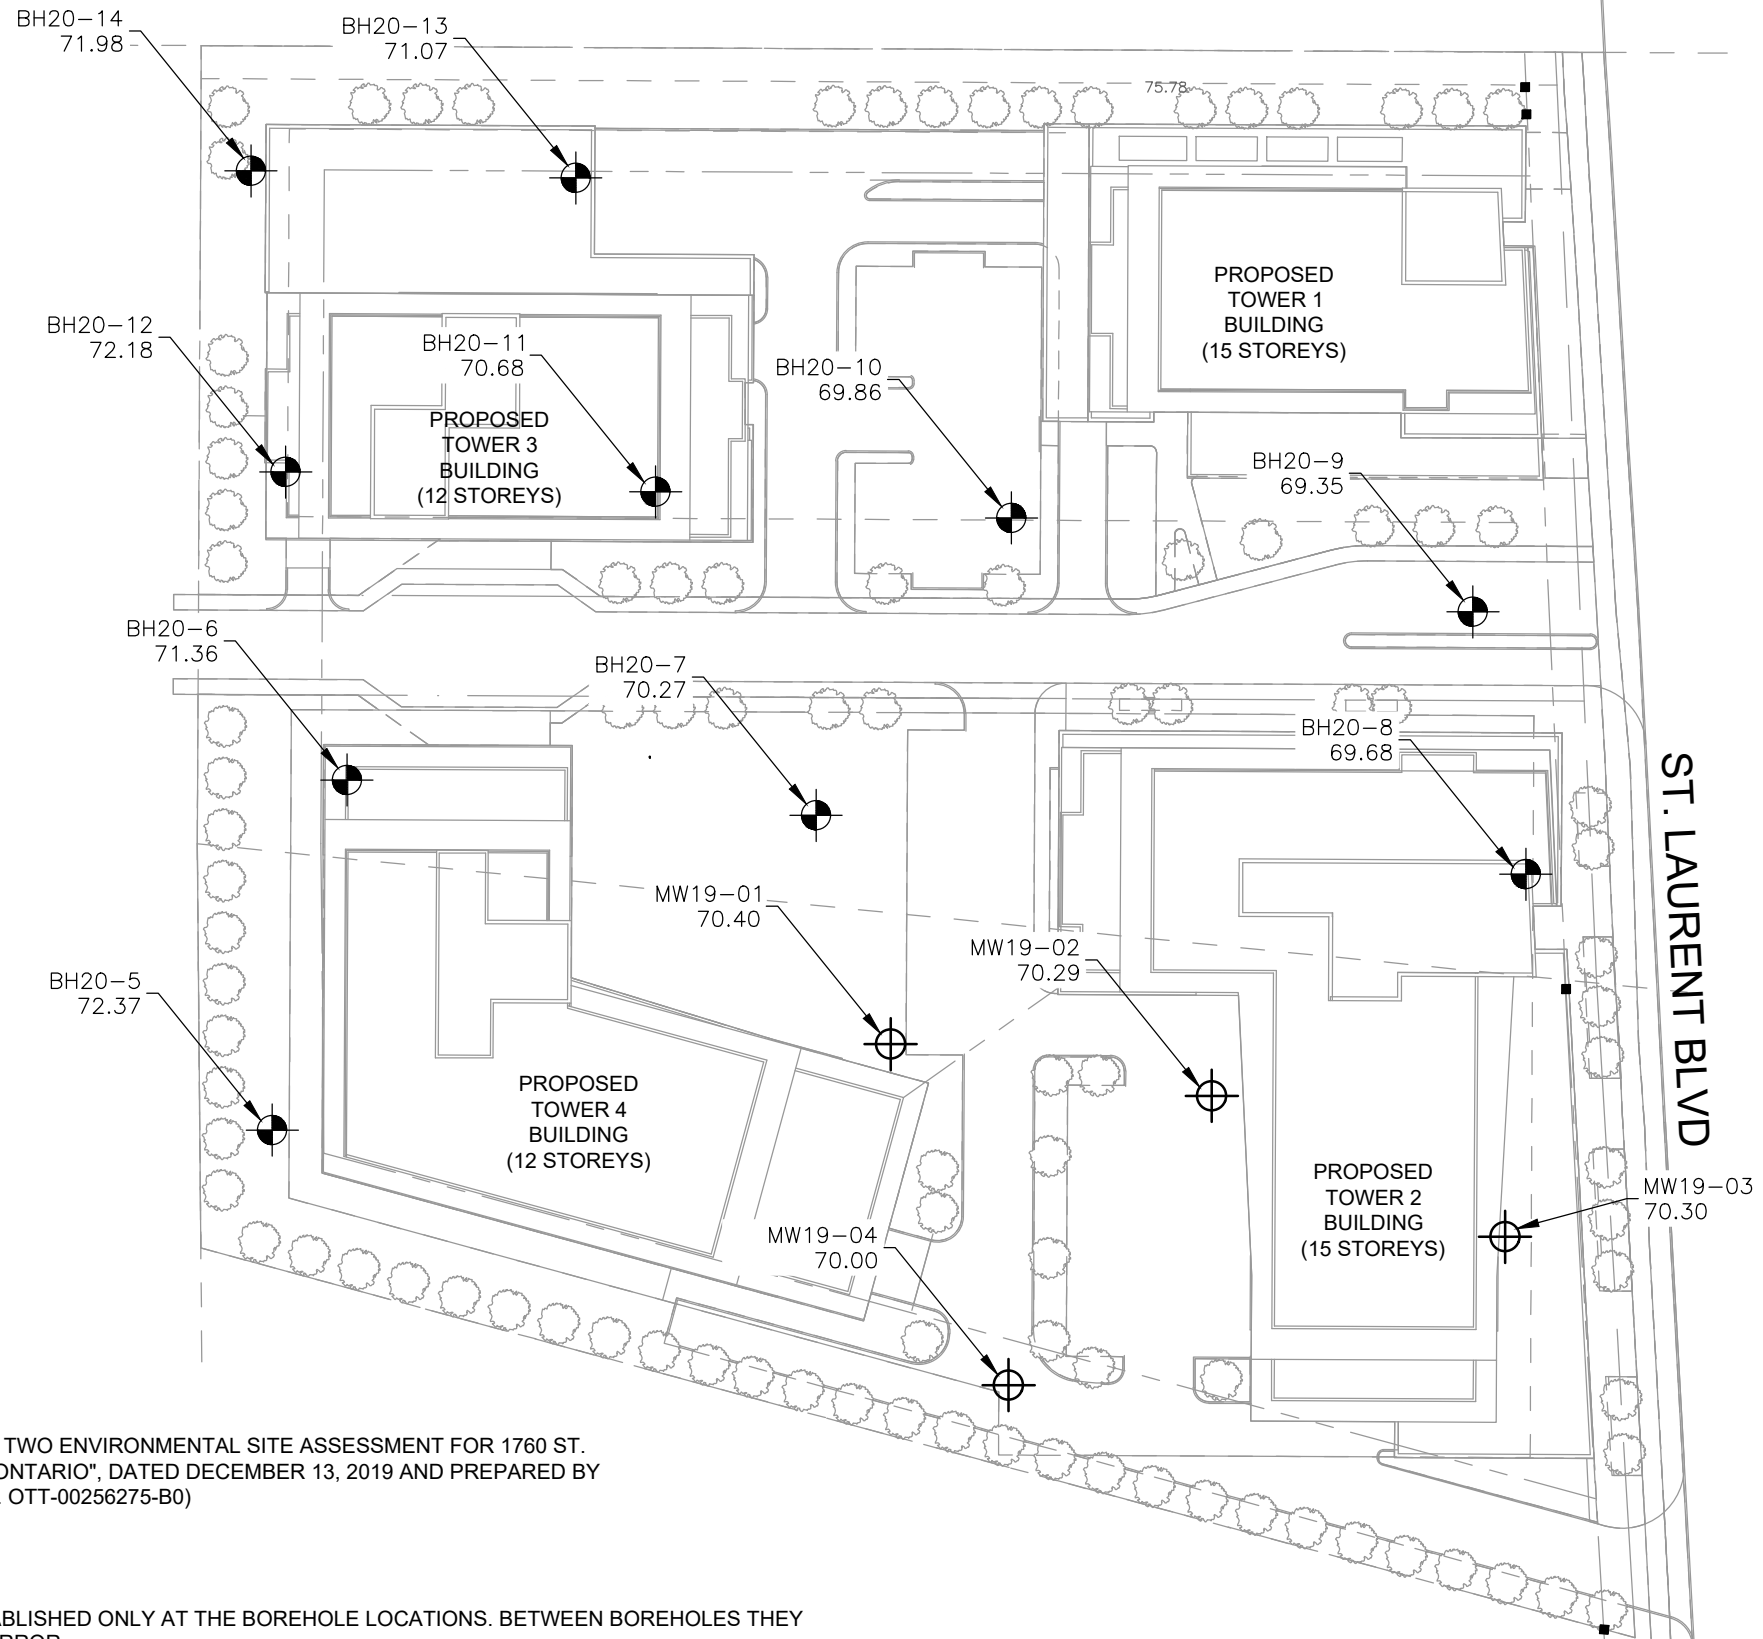 BH20-14
71.98
BH20-13
71.07
75.78
PROPOSED
TOWER 1
BUILDING
(15 STOREYS)
BH20-12
72.18
BH20-11
70.68
BH20-10
69.86
PROPOSED
TOWER 3
BUILDING
(12 STOREYS)
BH20-9
69.35
BH20-6
71.36
BH20-7
70.27
BH20-8
69.68
ST. LAURENT BLVD
MW19-01
70.40
MW19-02
70.29
BH20-5
72.37
PROPOSED
TOWER 4
BUILDING
(12 STOREYS)
PROPOSED
TOWER 2
BUILDING
(15 STOREYS)
MW19-03
70.30
MW19-04
70.00
TWO ENVIRONMENTAL SITE ASSESSMENT FOR 1760 ST.
ONTARIO", DATED DECEMBER 13, 2019 AND PREPARED BY
OTT-00256275-B0)
ABLISHED ONLY AT THE BOREHOLE LOCATIONS. BETWEEN BOREHOLES THEY